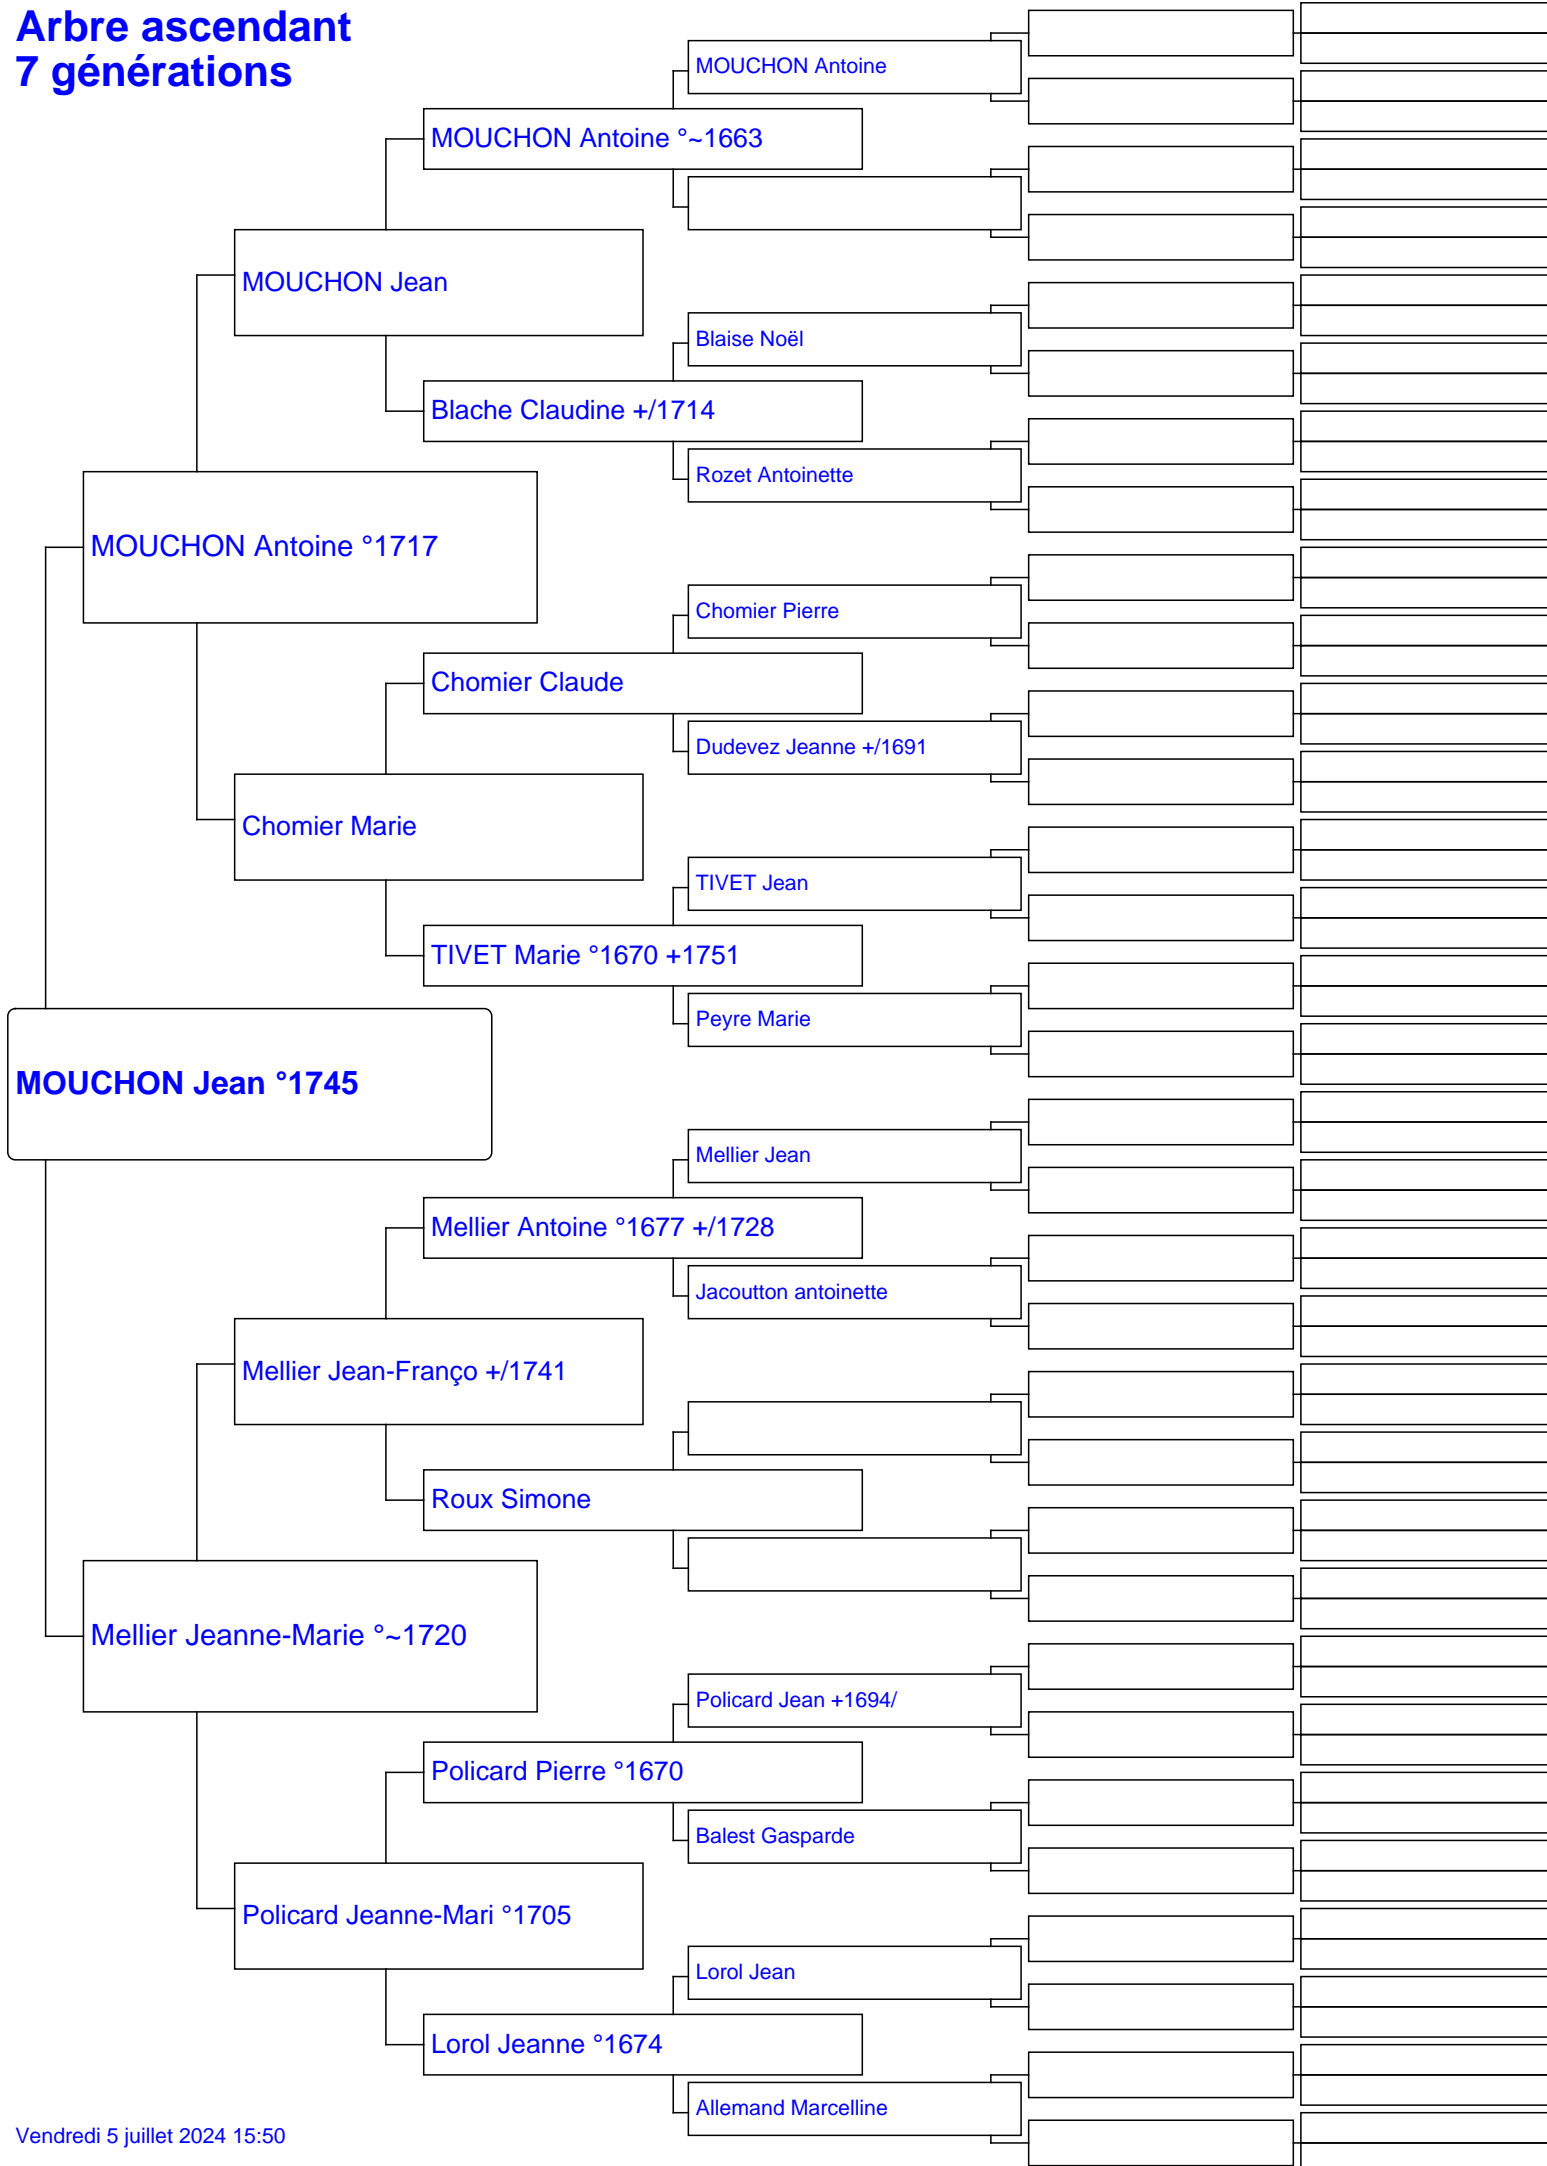 Arbre ascendant
7 générations
MOUCHON Antoine
MOUCHON Antoine °~1663
MOUCHON Jean
Blaise Noël
Blache Claudine +/1714
Rozet Antoinette
MOUCHON Antoine °1717
Chomier Pierre
Chomier Claude
Dudevez Jeanne +/1691
Chomier Marie
TIVET Jean
TIVET Marie °1670 +1751
Peyre Marie
MOUCHON Jean °1745
Mellier Jean
Mellier Antoine °1677 +/1728
Jacoutton antoinette
Mellier Jean-Franço +/1741
Roux Simone
Mellier Jeanne-Marie °~1720
Policard Jean +1694/
Policard Pierre °1670
Balest Gasparde
Policard Jeanne-Mari °1705
Lorol Jean
Lorol Jeanne °1674
Allemand Marcelline
Vendredi 5 juillet 2024 15:50